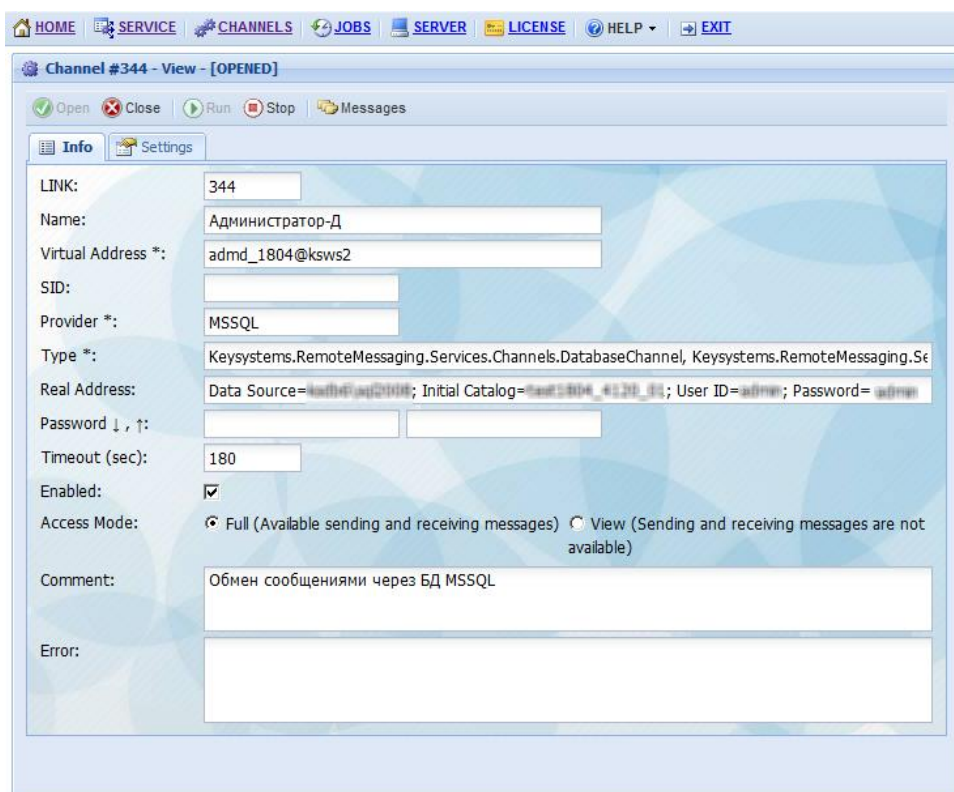 HOME SERVICE CHANNELS JOBS SERVER LICENSE HELP EXIT
Channel #344 - View - [OPENED]
Open Close Run Stop Messages
Info Settings
LINK: 344
Name: Администратор-Д
Virtual Address *: admd_1804@ksws2
SID:
Provider *: MSSQL
Type *: Keysystems.RemoteMessaging.Services.Channels.DatabaseChannel, Keysystems.RemoteMessaging.Se
Real Address: Data Source= ; Initial Catalog= ; User ID= ; Password=
Password ↓ , ↑:
Timeout (sec): 180
Enabled:
Access Mode: Full (Available sending and receiving messages) View (Sending and receiving messages are not
available)
Comment: Обмен сообщениями через БД MSSQL
Error: